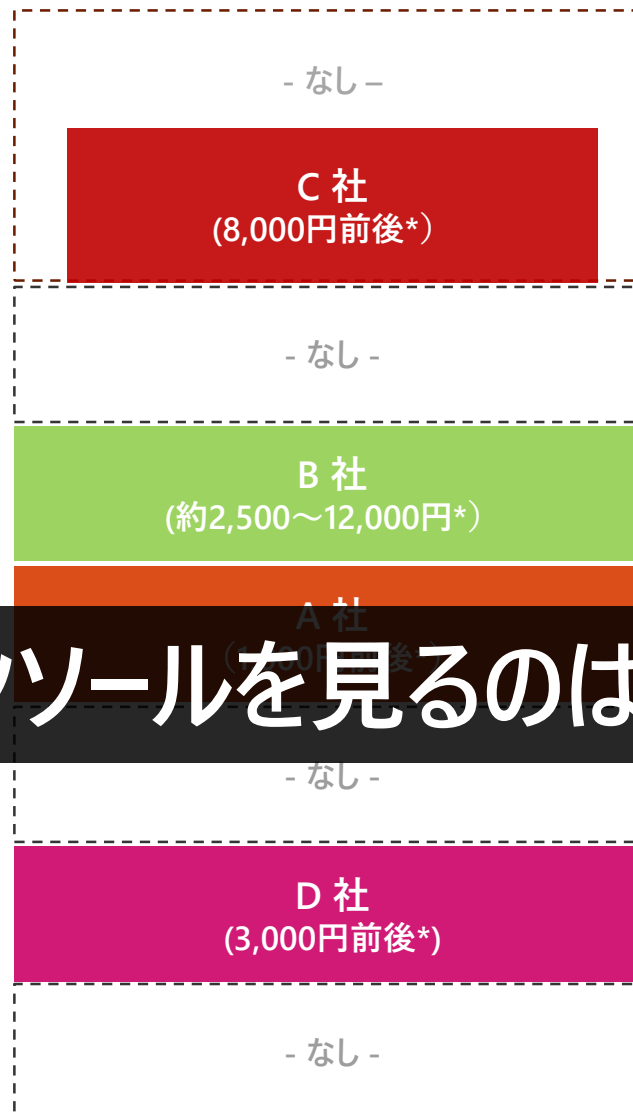 - なし –
C 社
(8,000円前後*）
- なし -
B 社
(約2,500～12,000円*）
A 社
ソールを見るのは
- なし -
D 社
(3,000円前後*)
- なし -